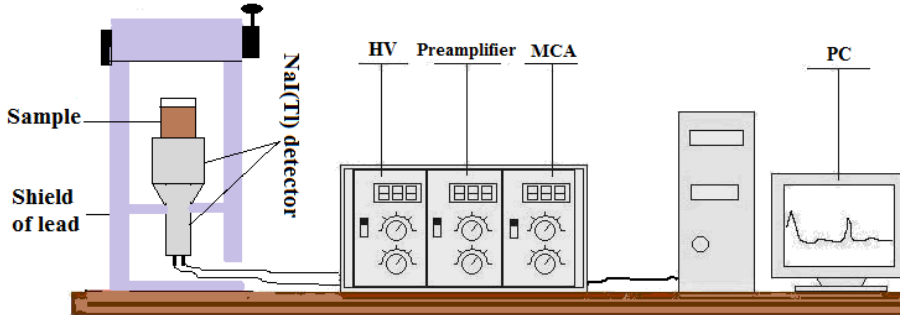 HV
Preamplifier
MCA
PC
Sample
NaI(Tl) detector
Shield
of lead